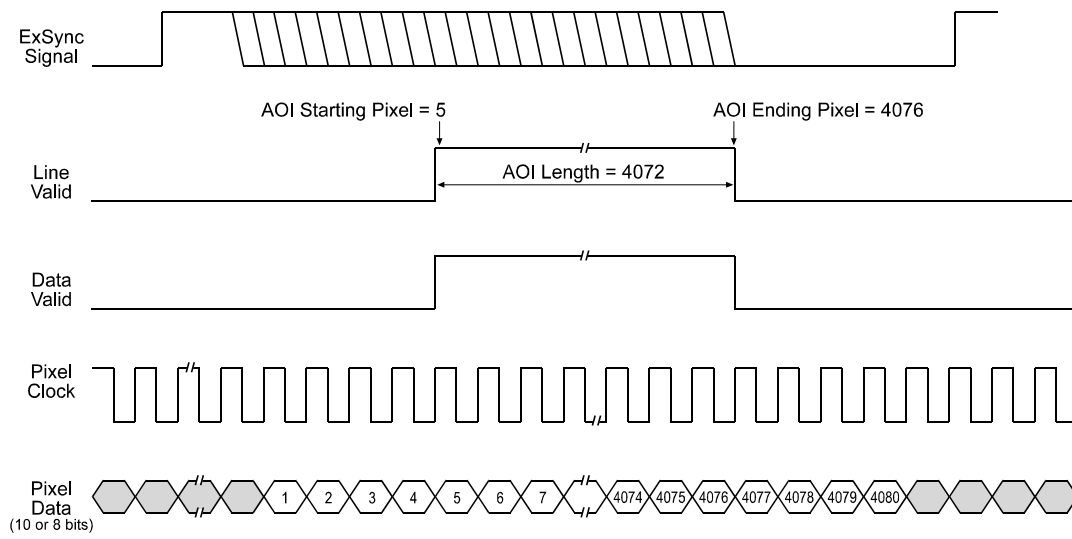 ExSync
Signal
AOI Starting Pixel = 5
AOI Ending Pixel = 4076
Line
Valid
AOI Length = 4072
Data
Valid
Pixel
Clock
Pixel
Data
(10 or 8 bits)
1 2 3 4 5 6 7 4074 4075 4076 4077 4078 4079 4080